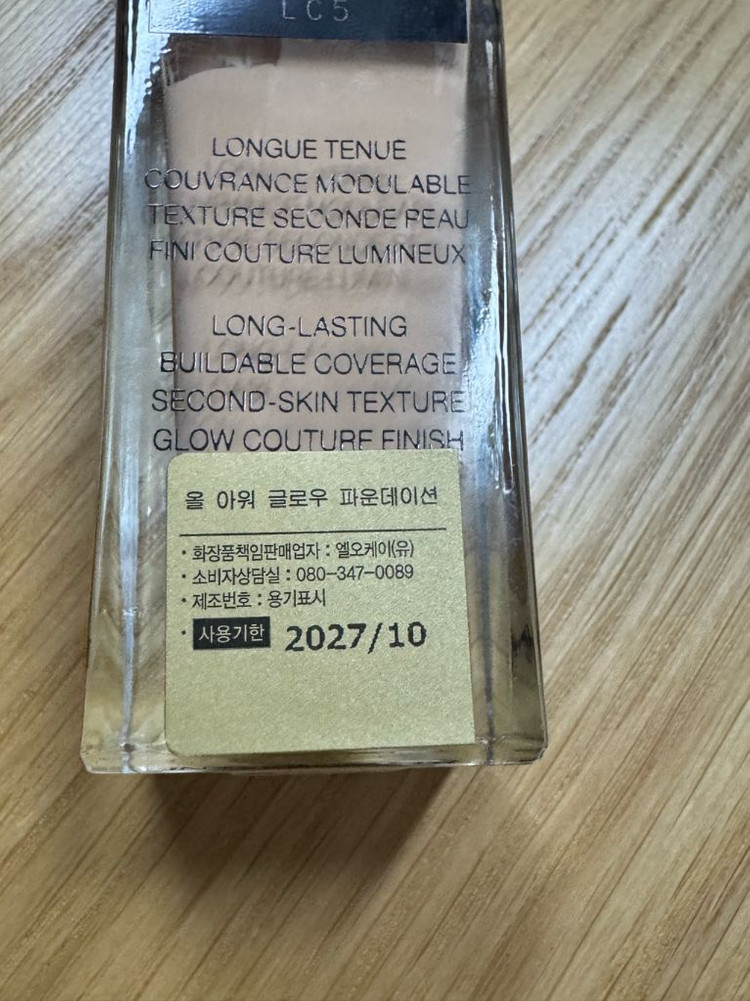 LC5
LONGUE TENUE
COUVRANCE MODULABLE
TEXTURE SECONDE PEAU
FINI COUTURE LUMINEUX
LONG-LASTING
BUILDABLE COVERAGE
SECOND-SKIN TEXTURE
GLOW COUTURE FINISH
올 아워 글로우 파운데이션
• 화장품책임판매업자 : 엘오케이(유)
• 소비자상담실 : 080-347-0089
• 제조번호 : 용기표시
• 사용기한 2027/10